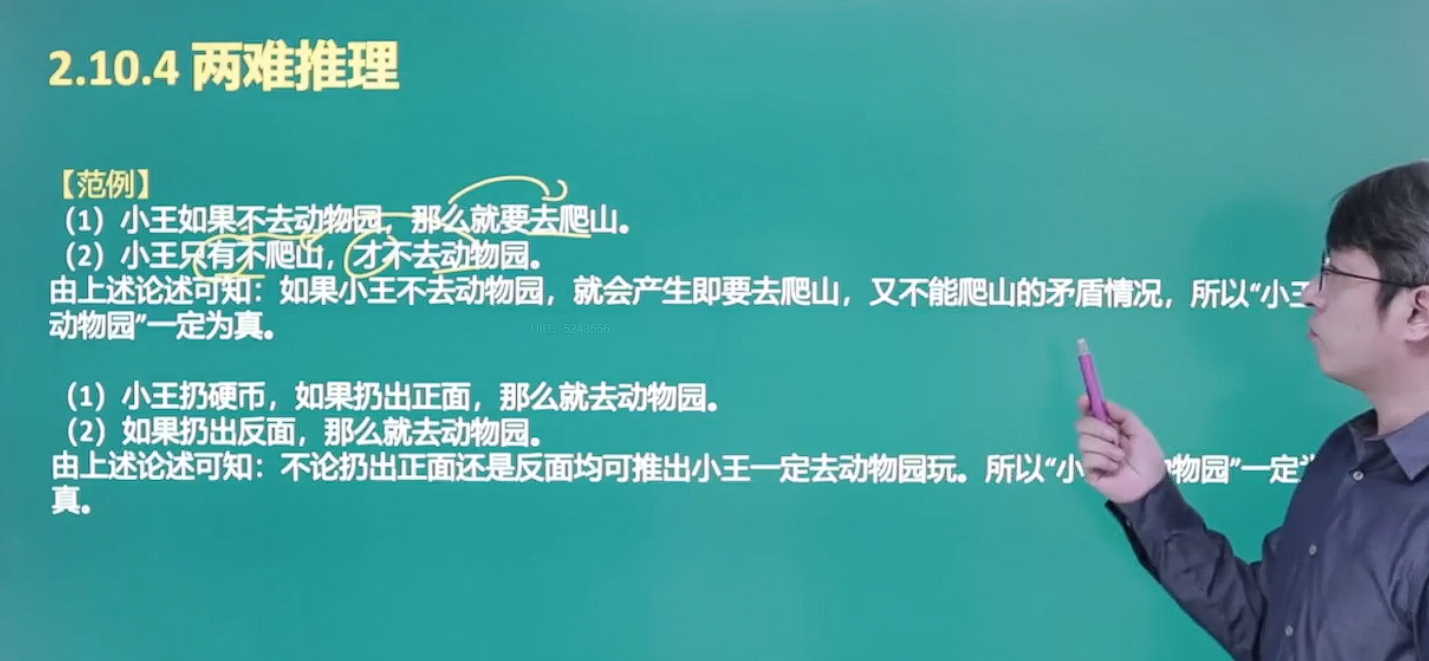 2.10.4 两难推理
【范例】
（1）小王如果不去动物园，那么就要去爬山。
（2）小王只有不爬山，才不去动物园。
由上述论述可知：如果小王不去动物园，就会产生即要去爬山，又不能爬山的矛盾情况，所以“小王
动物园”一定为真。
UID: 5243556
（1）小王扔硬币，如果扔出正面，那么就去动物园。
（2）如果扔出反面，那么就去动物园。
由上述论述可知：不论扔出正面还是反面均可推出小王一定去动物园玩。所以“小 物园”一定
真。